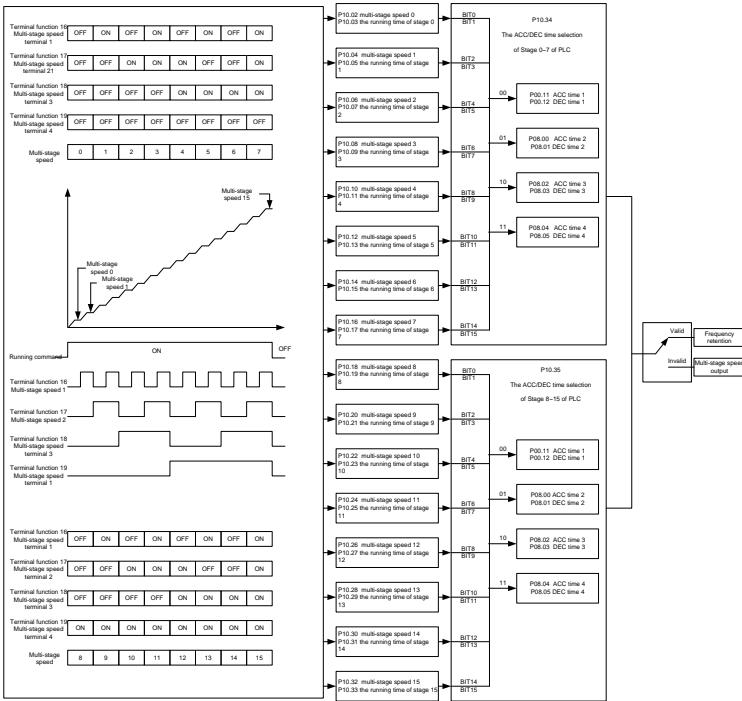 Terminal function 16
Multi-stage speed
terminal 1
OFF ON OFF ON OFF ON OFF ON
Terminal function 17
Multi-stage speed
terminal 21
OFF OFF ON ON OFF OFF ON ON
Terminal function 18
Multi-stage speed
terminal 3
OFF OFF OFF OFF ON ON ON ON
Terminal function 19
Multi-stage speed
terminal 4
OFF OFF OFF OFF OFF OFF OFF OFF
Multi-stage
speed
0 1 2 3 4 5 6 7
Multi-stage
speed 15
Multi-stage
speed 0
Multi-stage
speed 1
Running command
ON
OFF
Terminal function 16
Multi-stage speed 1
Terminal function 17
Multi-stage speed 2
Terminal function 18
Multi-stage speed
terminal 3
Terminal function 19
Multi-stage speed
terminal 1
Terminal function 16
Multi-stage speed
terminal 1
OFF ON OFF ON OFF ON OFF ON
Terminal function 17
Multi-stage speed
terminal 2
OFF OFF ON ON OFF OFF ON ON
Terminal function 18
Multi-stage speed
terminal 3
OFF OFF OFF OFF ON ON ON ON
Terminal function 19
Multi-stage speed
terminal 4
ON ON ON ON ON ON ON ON
Multi-stage
speed
8 9 10 11 12 13 14 15
P10.02 multi-stage speed 0
P10.03 the running time of stage 0
P10.04 multi-stage speed 1
P10.05 the running time of stage
1
P10.06 multi-stage speed 2
P10.07 the running time of stage
2
P10.08 multi-stage speed 3
P10.09 the running time of stage
3
P10.10 multi-stage speed 4
P10.11 the running time of stage
4
P10.12 multi-stage speed 5
P10.13 the running time of stage 5
P10.14 multi-stage speed 6
P10.15 the running time of stage 6
P10.16 multi-stage speed 7
P10.17 the running time of stage
7
P10.18 multi-stage speed 8
P10.19 the running time of stage
8
P10.20 multi-stage speed 9
P10.21 the running time of stage 9
P10.22 multi-stage speed 10
P10.23 the running time of stage
10
P10.24 multi-stage speed 11
P10.25 the running time of stage
11
P10.26 multi-stage speed 12
P10.27 the running time of stage
12
P10.28 multi-stage speed 13
P10.29 the running time of stage
13
P10.30 multi-stage speed 14
P10.31 the running time of stage
14
P10.32 multi-stage speed 15
P10.33 the running time of stage 15
BIT0
BIT1
BIT2
BIT3
BIT4
BIT5
BIT6
BIT7
BIT8
BIT9
BIT10
BIT11
BIT12
BIT13
BIT14
BIT15
P10.34
The ACC/DEC time selection
of Stage 0–7 of PLC
00
P00.11 ACC time 1
P00.12 DEC time 1
01
P08.00 ACC time 2
P08.01 DEC time 2
10
P08.02 ACC time 3
P08.03 DEC time 3
11
P08.04 ACC time 4
P08.05 DEC time 4
BIT0
BIT1
BIT2
BIT3
BIT4
BIT5
BIT6
BIT7
BIT8
BIT9
BIT10
BIT11
BIT12
BIT13
BIT14
BIT15
P10.35
The ACC/DEC time selection
of Stage 8–15 of PLC
00
P00.11 ACC time 1
P00.12 DEC time 1
01
P08.00 ACC time 2
P08.01 DEC time 2
10
P08.02 ACC time 3
P08.03 DEC time 3
11
P08.04 ACC time 4
P08.05 DEC time 4
Valid
Frequency
retention
Invalid
Multi-stage speed
output